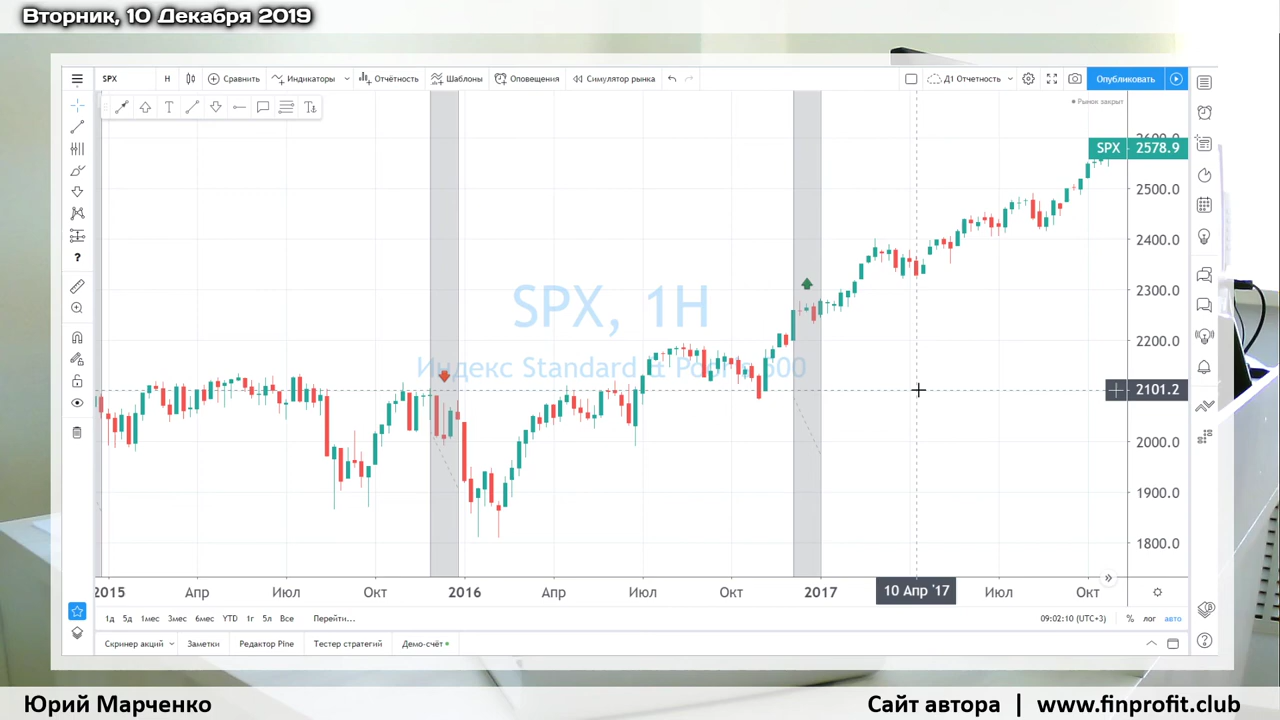 Вторник, 10 Декабря 2019
SPX Н Сравнить Индикаторы Отчётность Шаблоны Оповещения Симулятор рынка Д1 Отчетность Опубликовать
Рынок закрыт
2600.0
SPX 2578.9
2500.0
2400.0
2300.0
2200.0
2101.2
2000.0
1900.0
1800.0
SPX, 1Н
Индекс Standard & Poor's 500
2015 Апр Июл Окт 2016 Апр Июл Окт 2017 10 Апр '17 Июл Окт
1д 5д 1мес 3мес 6мес YTD 1г 5л Все Перейти... 09:02:10 (UTC+3) % лог авто
Скринер акций Заметки Редактор Pine Тестер стратегий Демо-счёт
Юрий Марченко
Сайт автора | www.finprofit.club